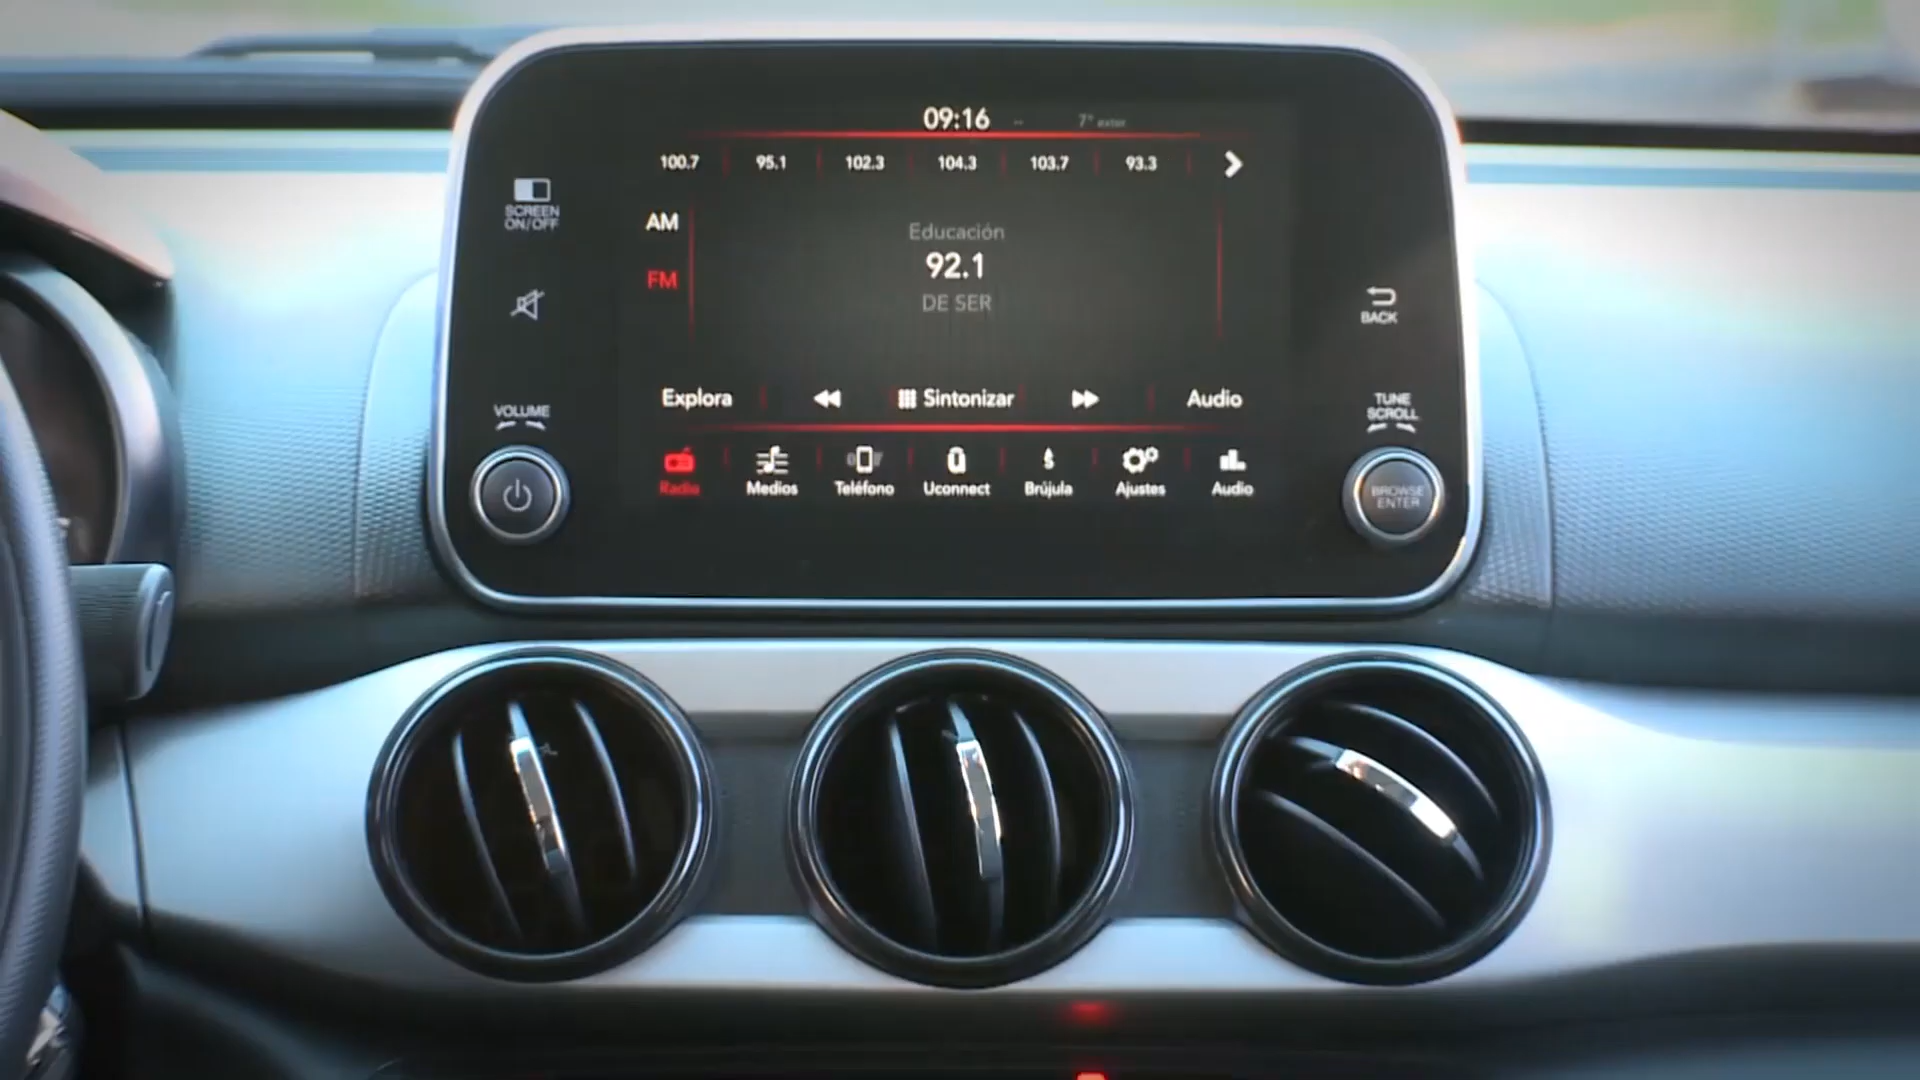 09:16 -- 7° exter
100.7 95.1 102.3 104.3 103.7 93.3
SCREEN
ON/OFF
AM
Educación
92.1
FM
DE SER
BACK
Explora Sintonizar Audio
VOLUME
TUNE
SCROLL
Radio Medios Teléfono Uconnect Brújula Ajustes Audio
BROWSE
ENTER